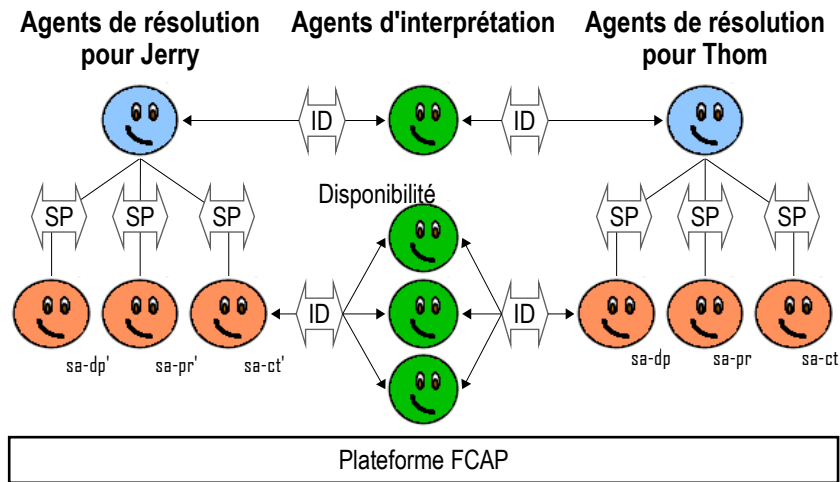 Agents de résolution
pour Jerry
Agents d'interprétation
Agents de résolution
pour Thom
ID
ID
SP
SP
SP
Disponibilité
SP
SP
SP
ID
ID
sa-dp'
sa-pr'
sa-ct'
sa-dp
sa-pr
sa-ct
Plateforme FCAP